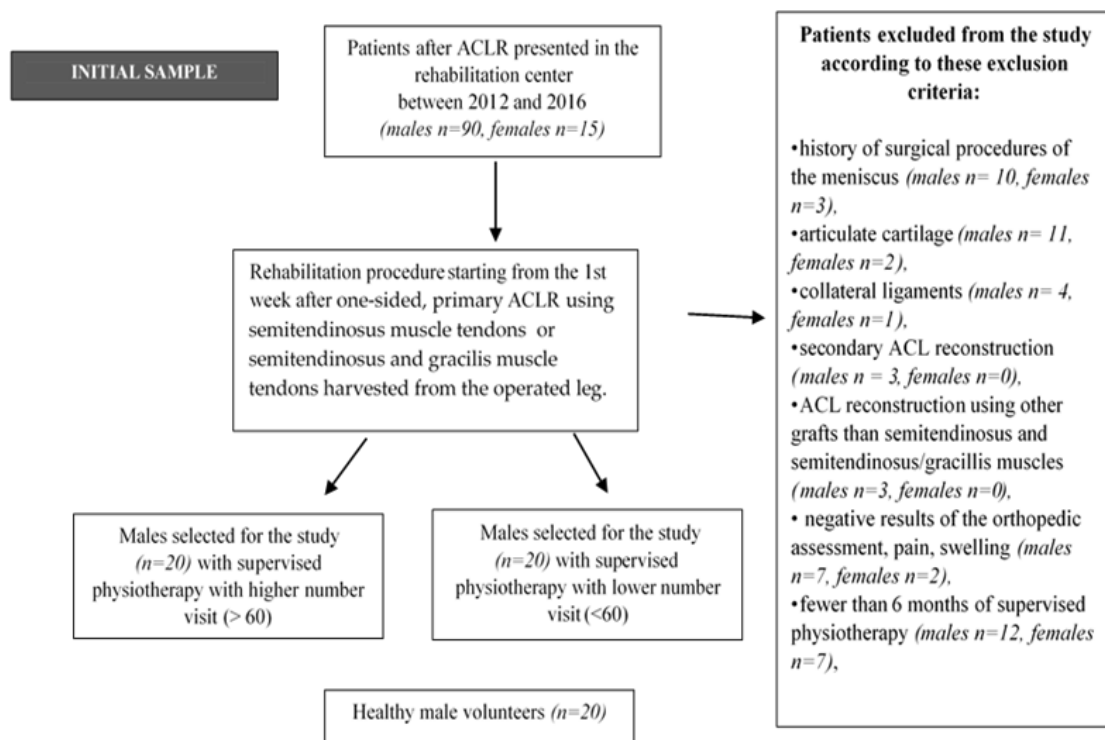 INITIAL SAMPLE
Patients after ACLR presented in the
rehabilitation center
between 2012 and 2016
(males n=90, females n=15)
Rehabilitation procedure starting from the 1st
week after one-sided, primary ACLR using
semitendinosus muscle tendons or
semitendinosus and gracilis muscle
tendons harvested from the operated leg.
Males selected for the study
(n=20) with supervised
physiotherapy with higher number
visit (> 60)
Males selected for the study
(n=20) with supervised
physiotherapy with lower number
visit (<60)
Healthy male volunteers (n=20)
Patients excluded from the study
according to these exclusion
criteria:
•history of surgical procedures of
the meniscus (males n= 10, females
n=3),
•articulate cartilage (males n= 11,
females n=2),
•collateral ligaments (males n= 4,
females n=1),
•secondary ACL reconstruction
(males n = 3, females n=0),
•ACL reconstruction using other
grafts than semitendinosus and
semitendinosus/gracillis muscles
(males n=3, females n=0),
• negative results of the orthopedic
assessment, pain, swelling (males
n=7, females n=2),
•fewer than 6 months of supervised
physiotherapy (males n=12, females
n=7),